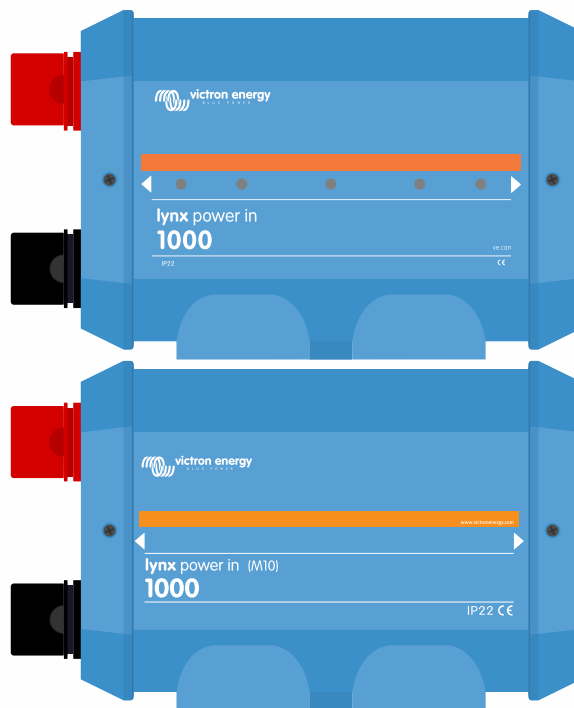 victron energy
BLUE POWER
lynx power in
1000
ve.can
IP22 CE
victron energy
BLUE POWER
www.victronenergy.com
lynx power in (M10)
1000
IP22 CE